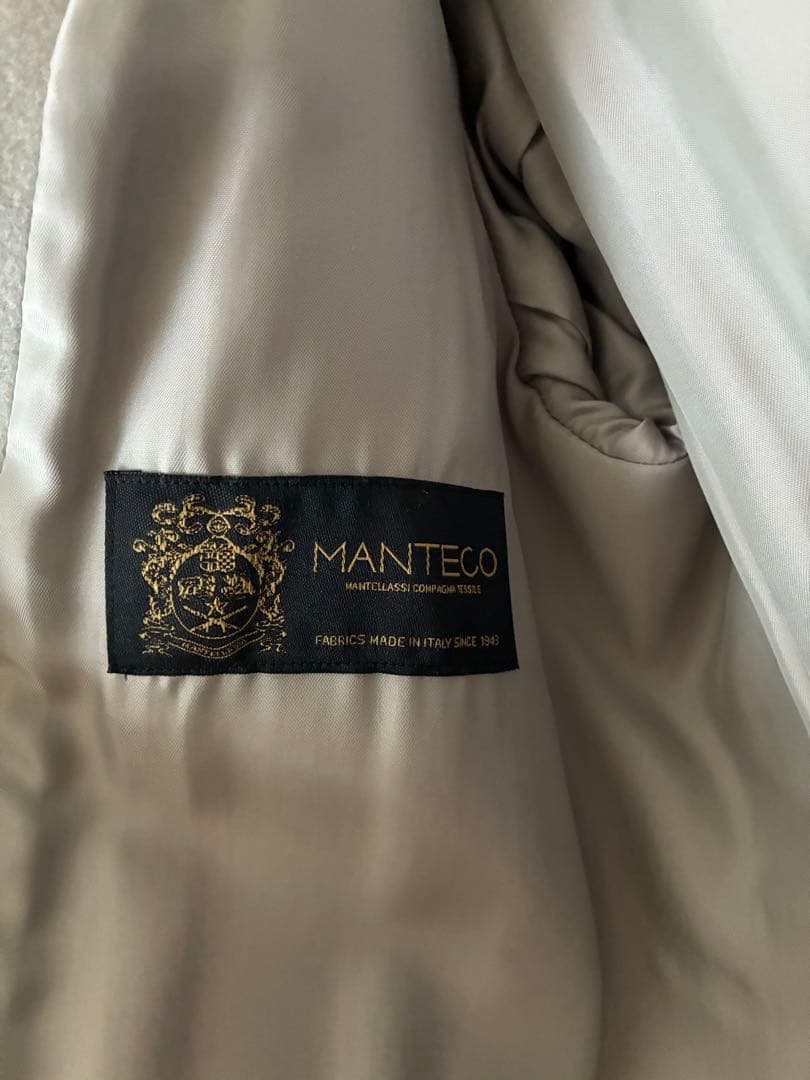 MANTECO
MANTELLASSI COMPAGNIA TESSILE
FABRICS MADE IN ITALY SINCE 1943